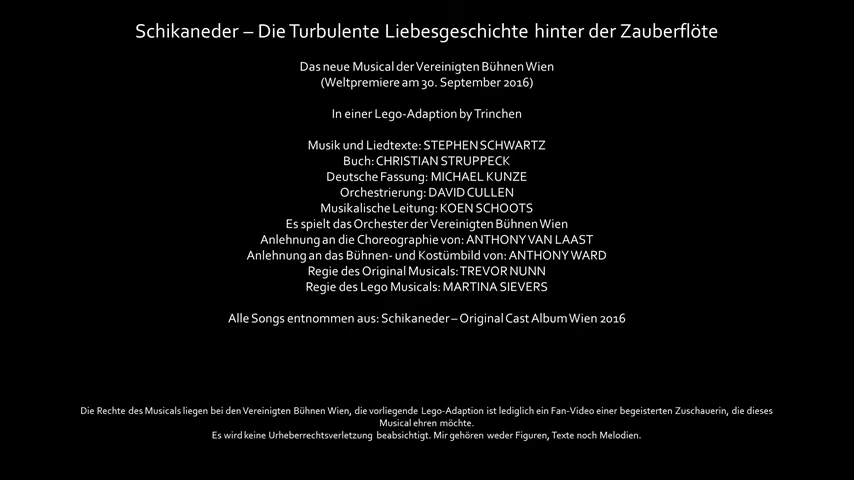 Schikaneder – Die Turbulente Liebesgeschichte hinter der Zauberflöte
Das neue Musical der Vereinigten Bühnen Wien
(Weltpremiere am 30. September 2016)
In einer Lego-Adaption by Trinchen
Musik und Liedtexte: STEPHEN SCHWARTZ
Buch: CHRISTIAN STRUPPECK
Deutsche Fassung: MICHAEL KUNZE
Orchestrierung: DAVID CULLEN
Musikalische Leitung: KOEN SCHOOTS
Es spielt das Orchester der Vereinigten Bühnen Wien
Anlehnung an die Choreographie von: ANTHONY VAN LAAST
Anlehnung an das Bühnen- und Kostümbild von: ANTHONY WARD
Regie des Original Musicals: TREVOR NUNN
Regie des Lego Musicals: MARTINA SIEVERS
Alle Songs entnommen aus: Schikaneder – Original Cast Album Wien 2016
Die Rechte des Musicals liegen bei den Vereinigten Bühnen Wien, die vorliegende Lego-Adaption ist lediglich ein Fan-Video einer begeisterten Zuschauerin, die dieses
Musical ehren möchte.
Es wird keine Urheberrechtsverletzung beabsichtigt. Mir gehören weder Figuren, Texte noch Melodien.